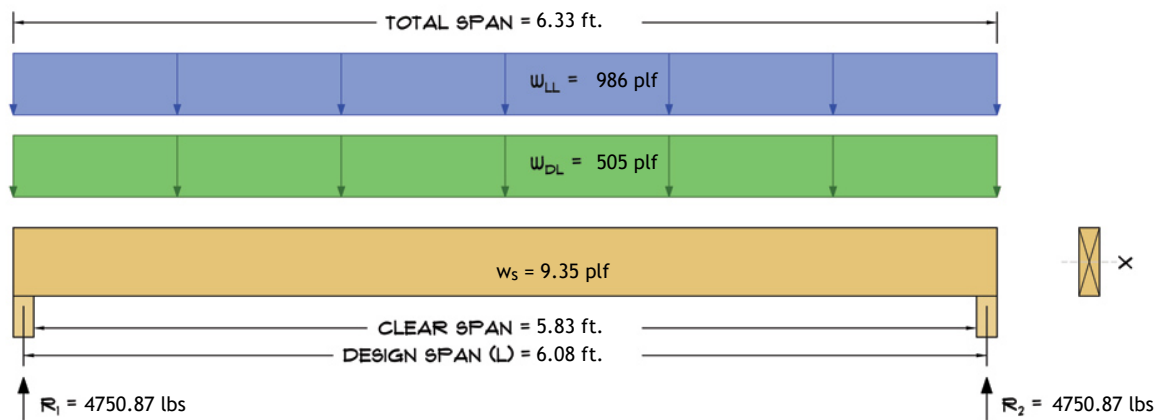 TOTAL SPAN = 6.33 ft.
WLL = 986 plf
WDL = 505 plf
ws = 9.35 plf
X
CLEAR SPAN = 5.83 ft.
DESIGN SPAN (L) = 6.08 ft.
R1 = 4750.87 lbs
R2 = 4750.87 lbs